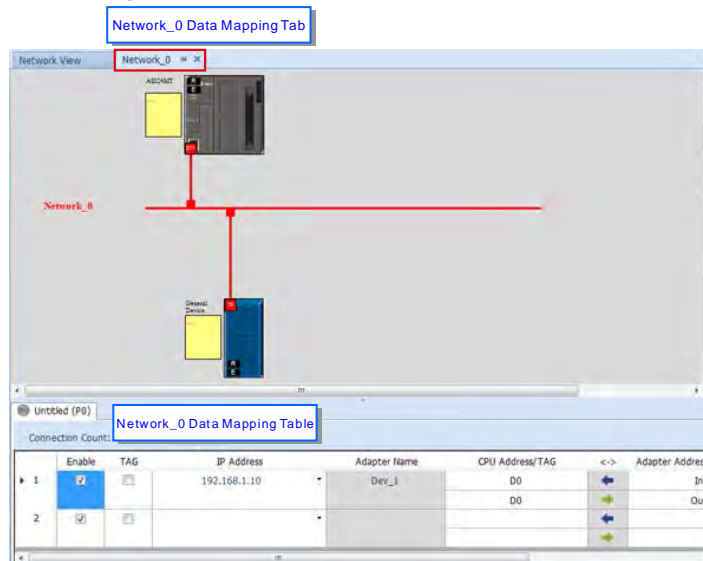 Network_0 Data Mapping Tab
Network View
Network_0
R
E
Network_0
General
Device
R
E
Untitled (P0)
Network_0 Data Mapping Table
Connection Count:
Enable TAG IP Address Adapter Name CPU Address/TAG <-> Adapter Addres
1 192.168.1.10 Dev_1 D0 In
D0 Ou
2